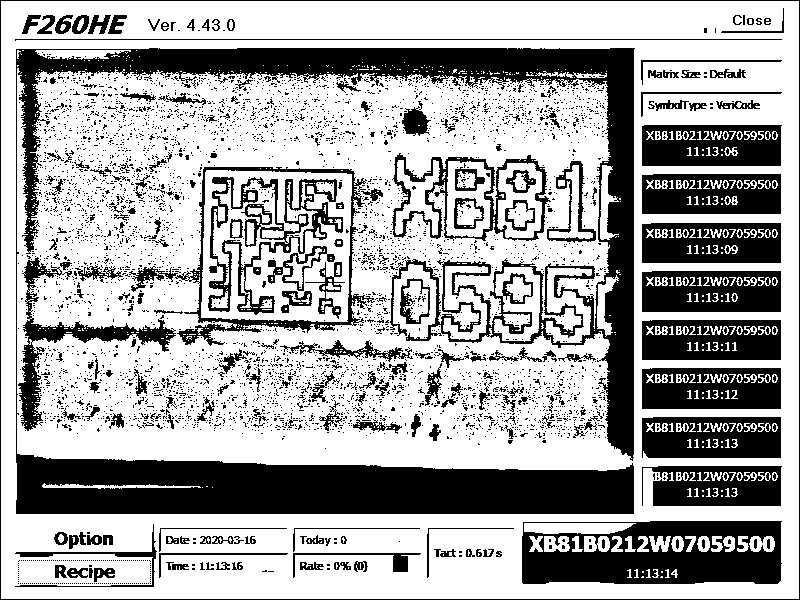 F260HE Ver. 4.43.0
Close
Matrix Size : Default
SymbolType : VeriCode
XB81B0212W07059500
11:13:06
XB81B0212W07059500
11:13:08
XB81B0212W07059500
11:13:09
XB81B0212W07059500
11:13:10
XB81B0212W07059500
11:13:11
XB81B0212W07059500
11:13:12
XB81B0212W07059500
11:13:13
XB81B0212W07059500
11:13:13
XB81
0595
Option
Recipe
Date : 2020-03-16
Time : 11:13:16
Today : 0
Rate : 0% (0)
Tact : 0.617 s
XB81B0212W07059500
11:13:14